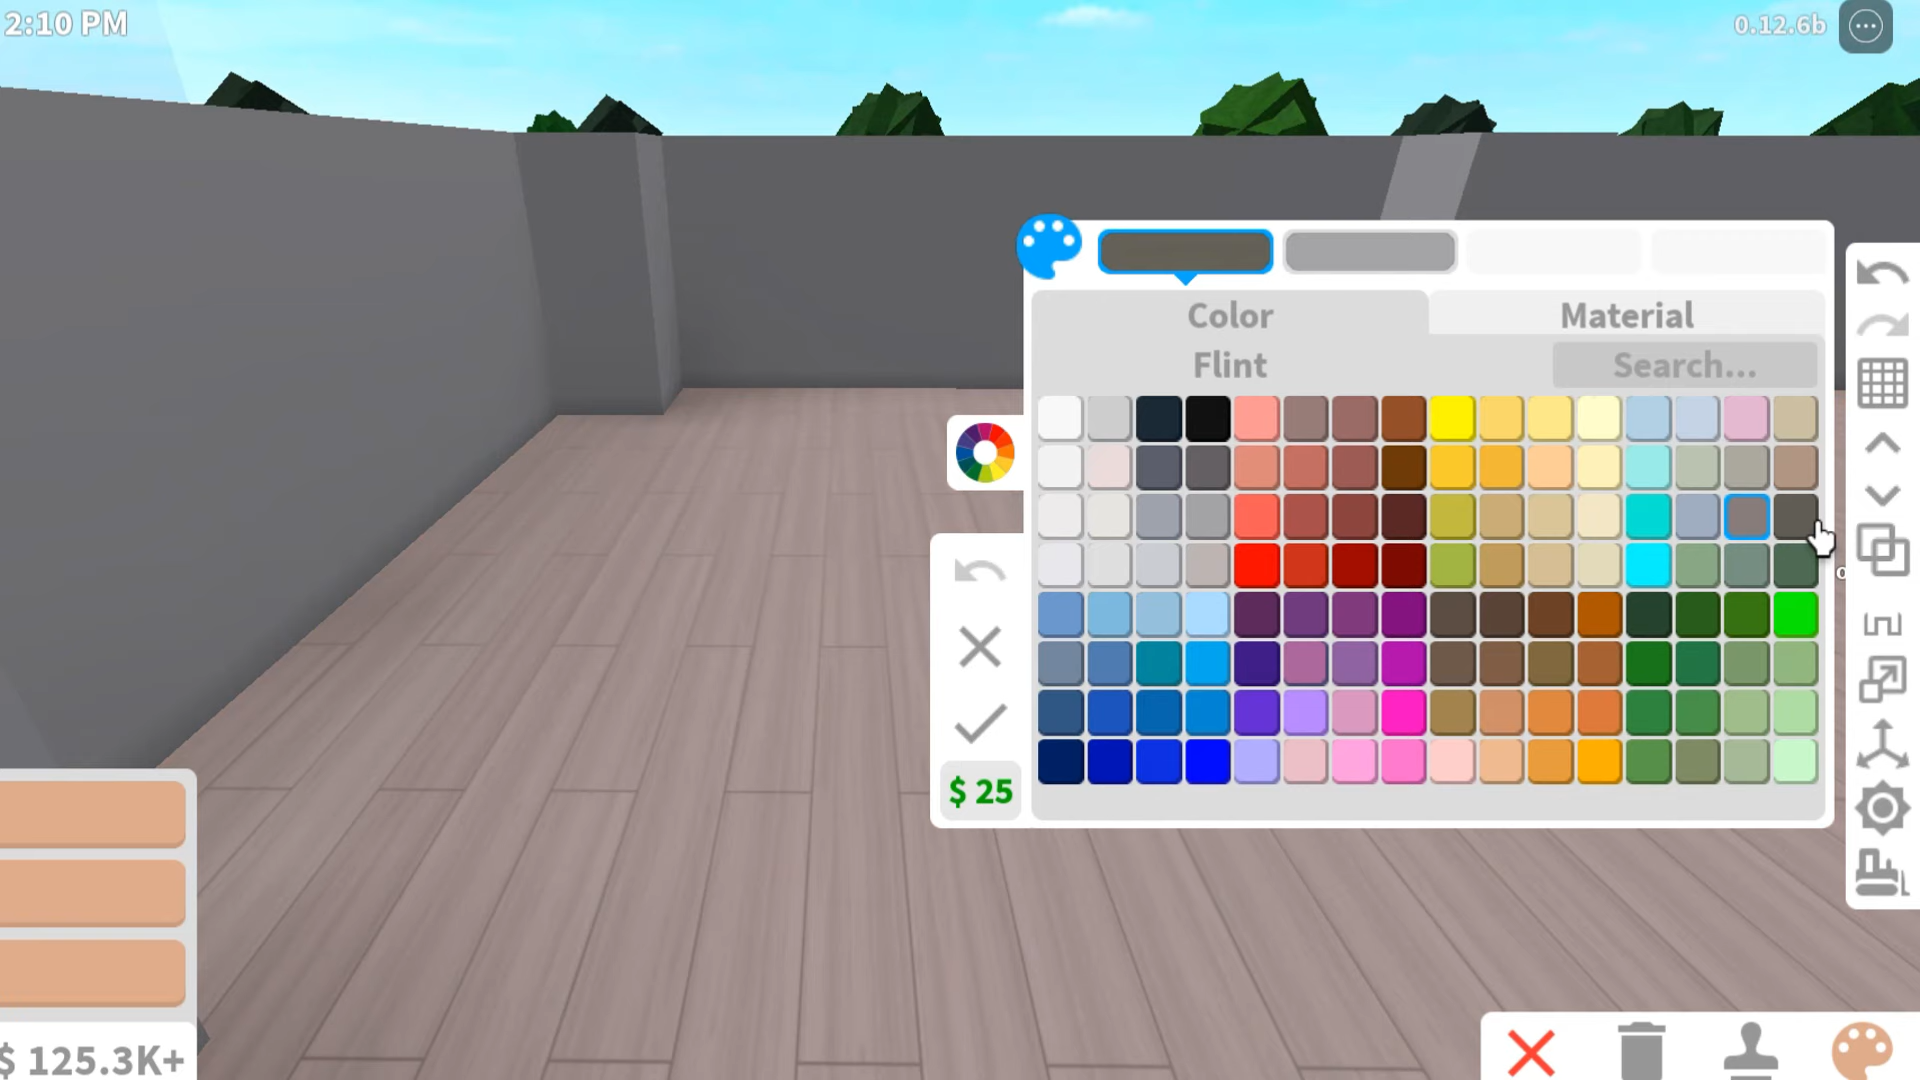 2:10 PM
0.12.6b
Color
Material
Flint
Search...
$ 25
$ 125.3K+